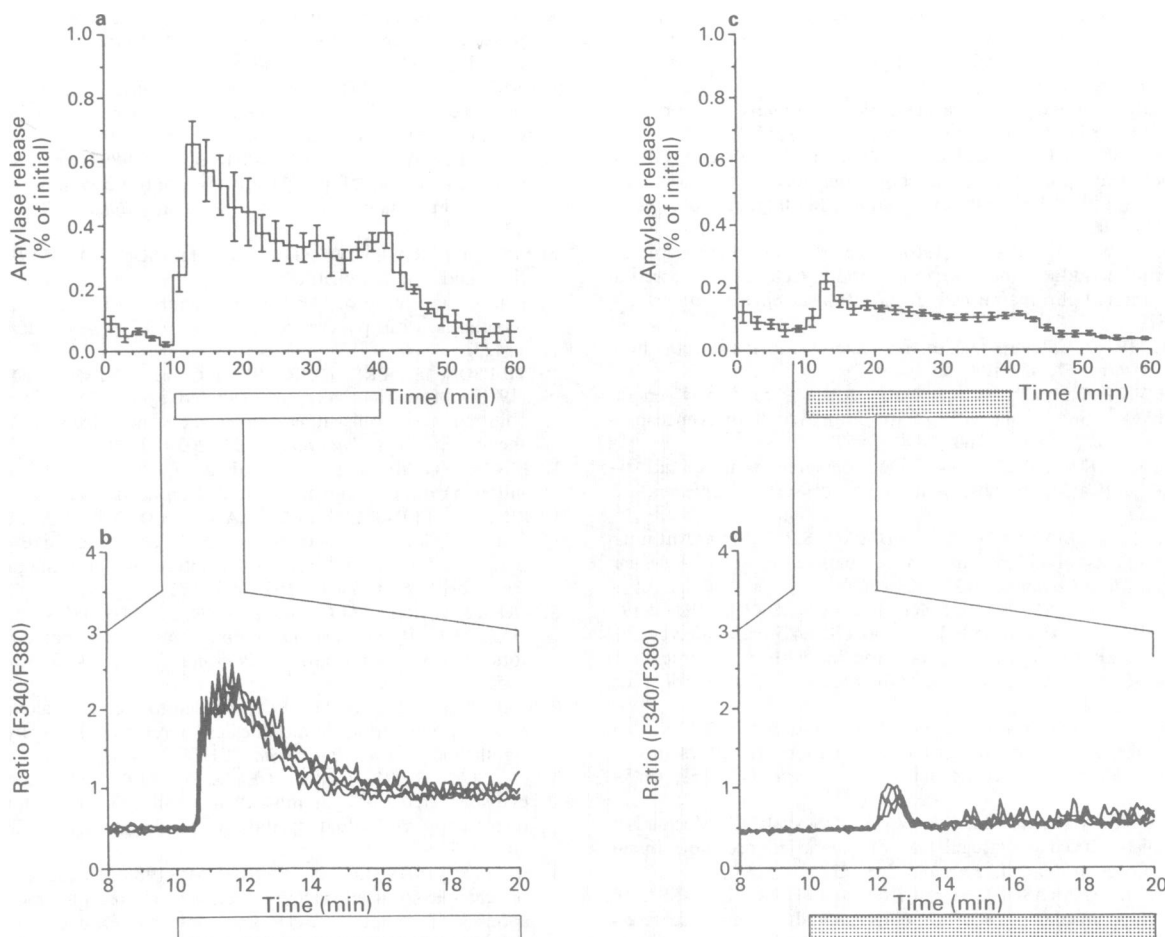 a
1.0
0.8
0.6
0.4
0.2
0.0
Amylase release
(% of initial)
0 10 20 30 40 50 60
Time (min)
b
4
3
2
1
0
Ratio (F340/F380)
8 10 12 14 16 18 20
Time (min)
c
1.0
0.8
0.6
0.4
0.2
0.0
Amylase release
(% of initial)
0 10 20 30 40 50 60
Time (min)
d
4
3
2
1
0
Ratio (F340/F380)
8 10 12 14 16 18 20
Time (min)